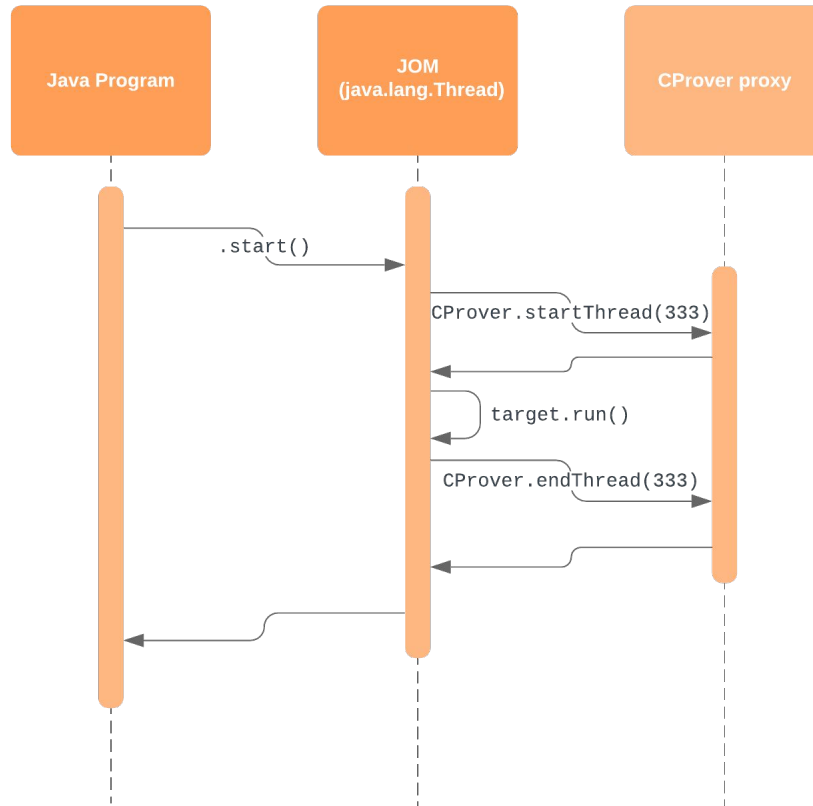 Java Program
JOM
(java.lang.Thread)
CProver proxy
.start()
CProver.startThread(333)
target.run()
CProver.endThread(333)